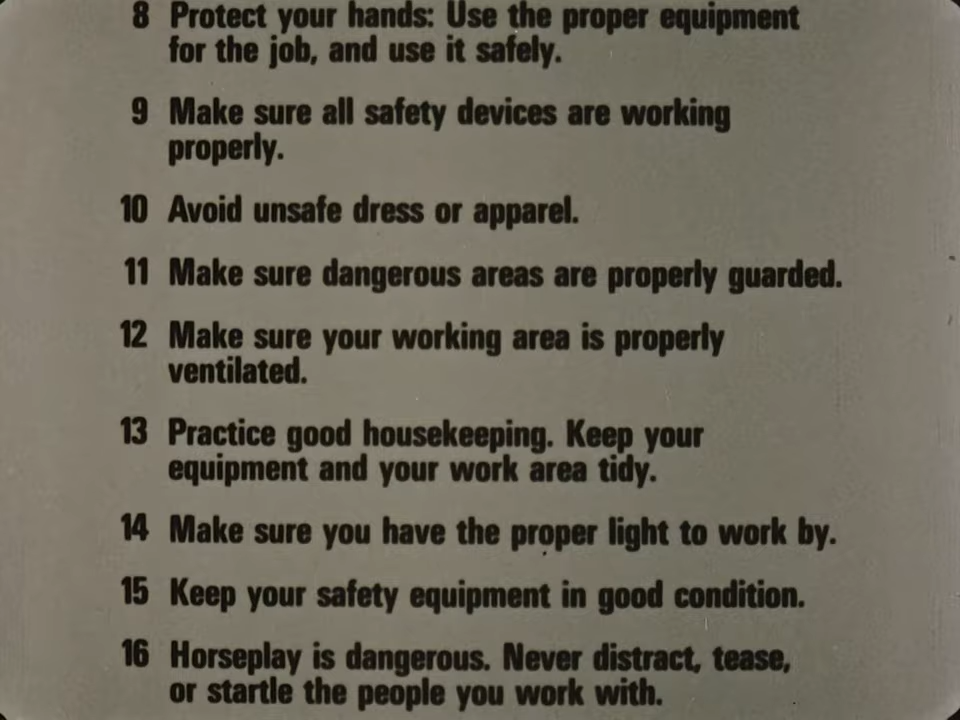 8 Protect your hands: Use the proper equipment
for the job, and use it safely.
9 Make sure all safety devices are working
properly.
10 Avoid unsafe dress or apparel.
11 Make sure dangerous areas are properly guarded.
12 Make sure your working area is properly
ventilated.
13 Practice good housekeeping. Keep your
equipment and your work area tidy.
14 Make sure you have the proper light to work by.
15 Keep your safety equipment in good condition.
16 Horseplay is dangerous. Never distract, tease,
or startle the people you work with.